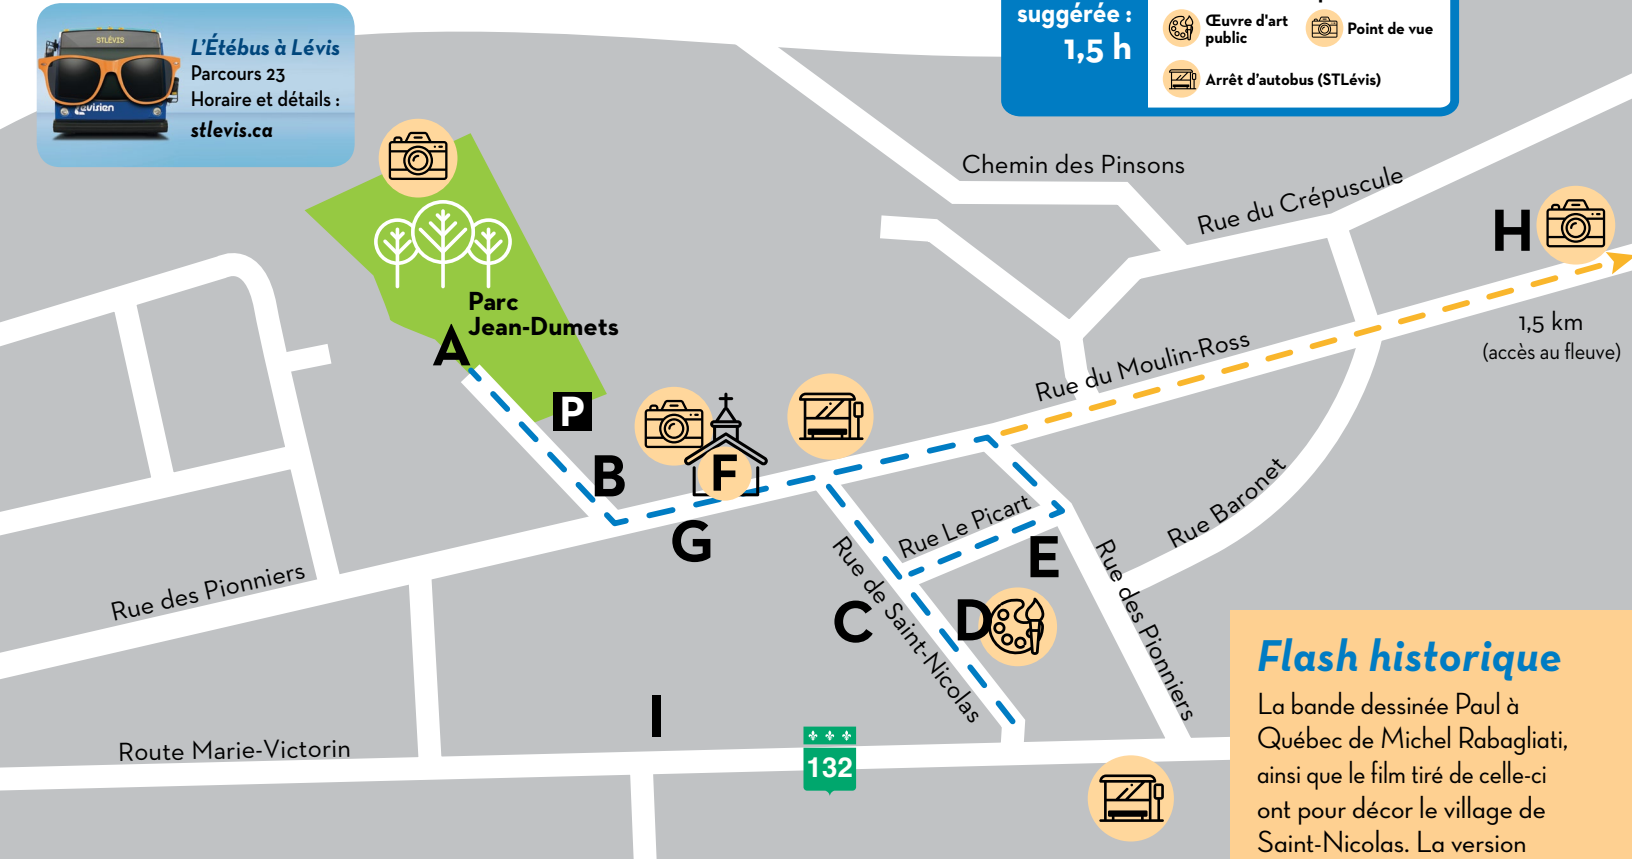 STLÉVIS
Lévisien
L'Étébus à Lévis
Parcours 23
Horaire et détails :
stlevis.ca
suggérée :
1,5 h
Œuvre d'art
public
Point de vue
Arrêt d'autobus (STLévis)
Chemin des Pinsons
Rue du Crépuscule
H
Parc
Jean-Dumets
A
1,5 km
(accès au fleuve)
Rue du Moulin-Ross
P
B
F
G
Rue Le Picart
Rue Baronet
E
Rue des Pionniers
Rue de Saint-Nicolas
C
D
Rue des Pionniers
I
Route Marie-Victorin
132
Flash historique
La bande dessinée Paul à
Québec de Michel Rabagliati,
ainsi que le film tiré de celle-ci
ont pour décor le village de
Saint-Nicolas. La version